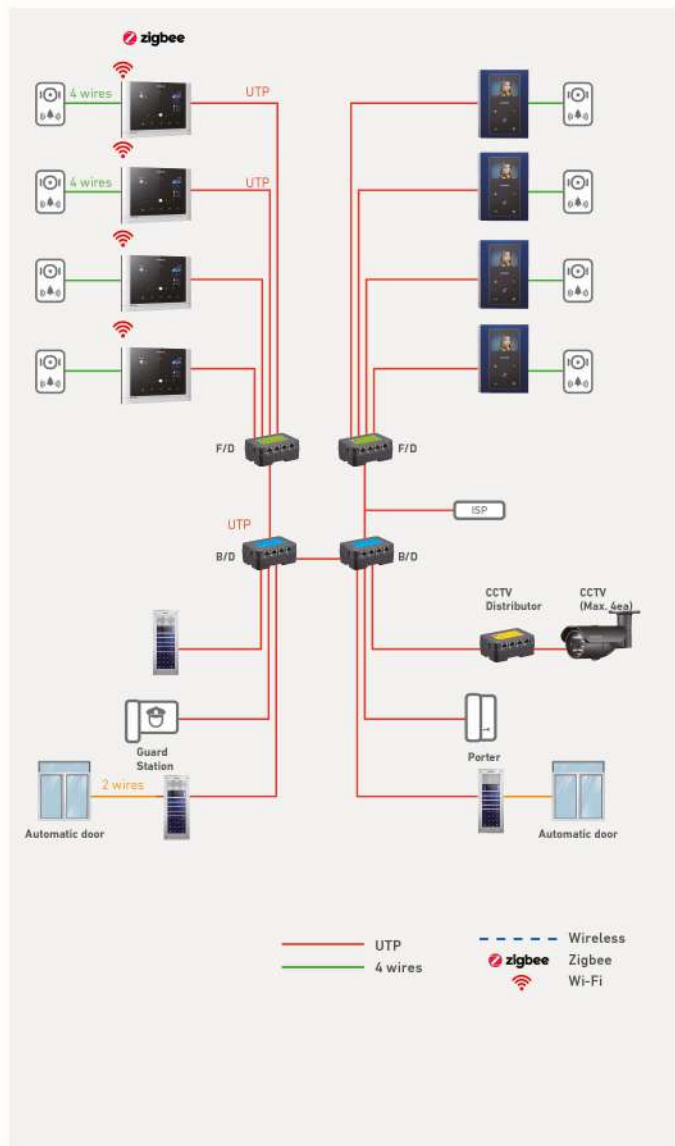 zigbee
4 wires
UTP
4 wires
UTP
F/D
F/D
UTP
ISP
B/D
B/D
CCTV
Distributor
CCTV
(Max. 4ea)
Guard
Station
Porter
2 wires
Automatic door
Automatic door
UTP
4 wires
Wireless
zigbee
Zigbee
Wi-Fi